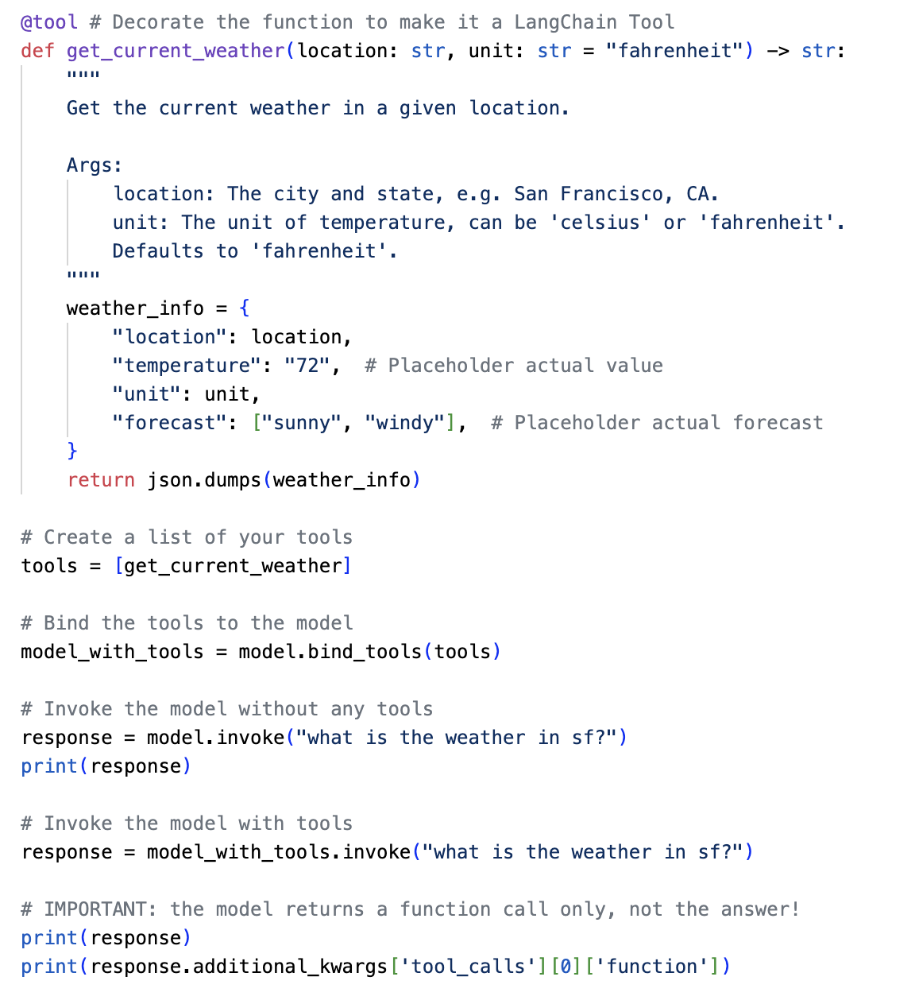 @tool # Decorate the function to make it a LangChain Tool
def get_current_weather(location: str, unit: str = "fahrenheit") -> str:
    """
    Get the current weather in a given location.

    Args:
        location: The city and state, e.g. San Francisco, CA.
        unit: The unit of temperature, can be 'celsius' or 'fahrenheit'.
        Defaults to 'fahrenheit'.
    """
    weather_info = {
        "location": location,
        "temperature": "72",  # Placeholder actual value
        "unit": unit,
        "forecast": ["sunny", "windy"],  # Placeholder actual forecast
    }
    return json.dumps(weather_info)

# Create a list of your tools
tools = [get_current_weather]

# Bind the tools to the model
model_with_tools = model.bind_tools(tools)

# Invoke the model without any tools
response = model.invoke("what is the weather in sf?")
print(response)

# Invoke the model with tools
response = model_with_tools.invoke("what is the weather in sf?")

# IMPORTANT: the model returns a function call only, not the answer!
print(response)
print(response.additional_kwargs['tool_calls'][0]['function'])